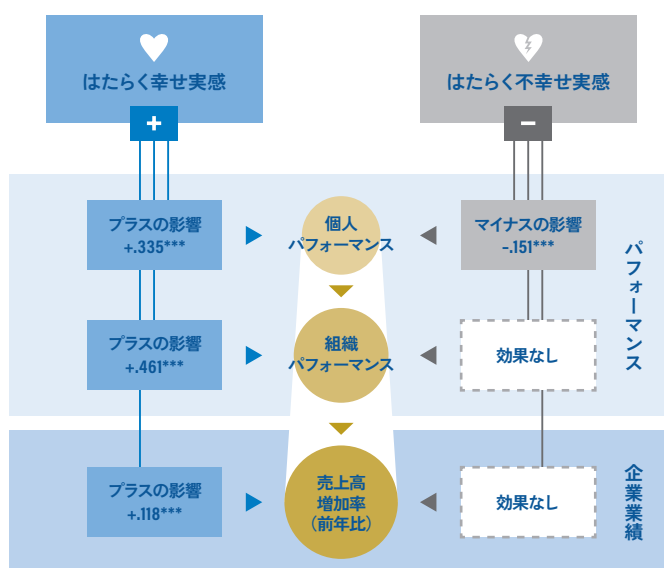 はたらく幸せ実感
はたらく不幸せ実感
+
−
プラスの影響
+.335***
個人
パフォーマンス
マイナスの影響
-.151***
プラスの影響
+.461***
組織
パフォーマンス
効果なし
パフォーマンス
プラスの影響
+.118***
売上高
増加率
(前年比)
効果なし
企業業績